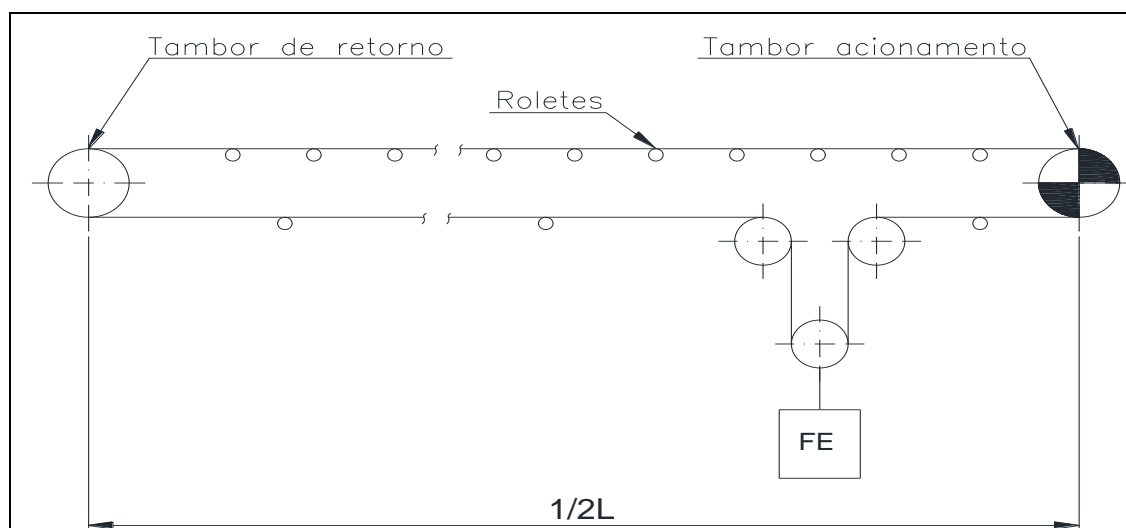 Tambor de retorno
Tambor acionamento
Roletes
FE
1/2L